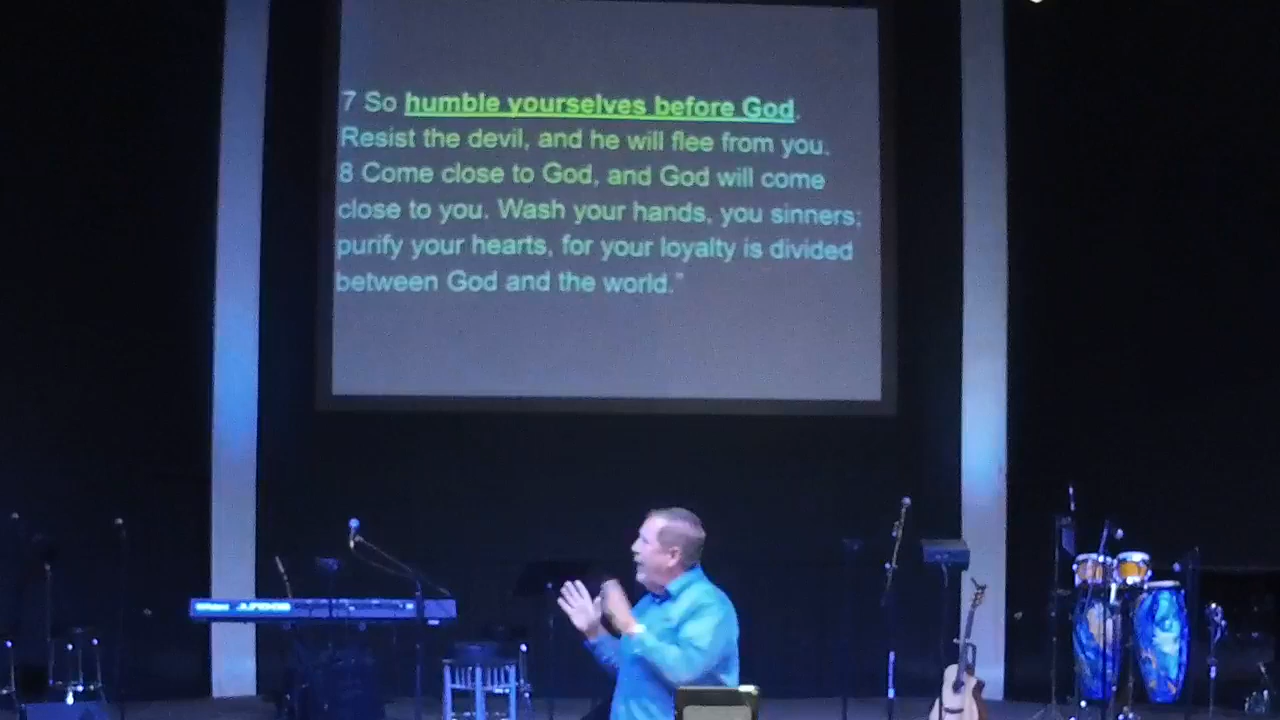 7 So humble yourselves before God.
Resist the devil, and he will flee from you.
8 Come close to God, and God will come
close to you. Wash your hands, you sinners;
purify your hearts, for your loyalty is divided
between God and the world."